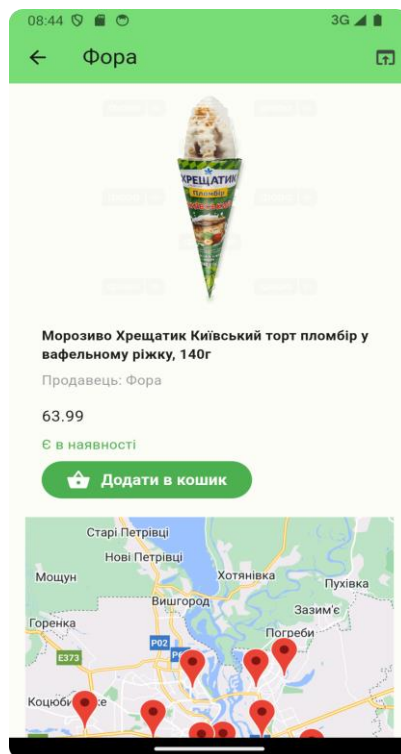 08:44
3G
Фора
ХРЕЩАТИК
Пломбір
Морозиво Хрещатик Київський торт пломбір у
вафельному ріжку, 140г
Продавець: Фора
63.99
Є в наявності
Додати в кошик
Старі Петрівці
Нові Петрівці
Мощун
Хотянівка
Пухівка
Вишгород
Зазим'є
Горенка
Погреби
P02
E373